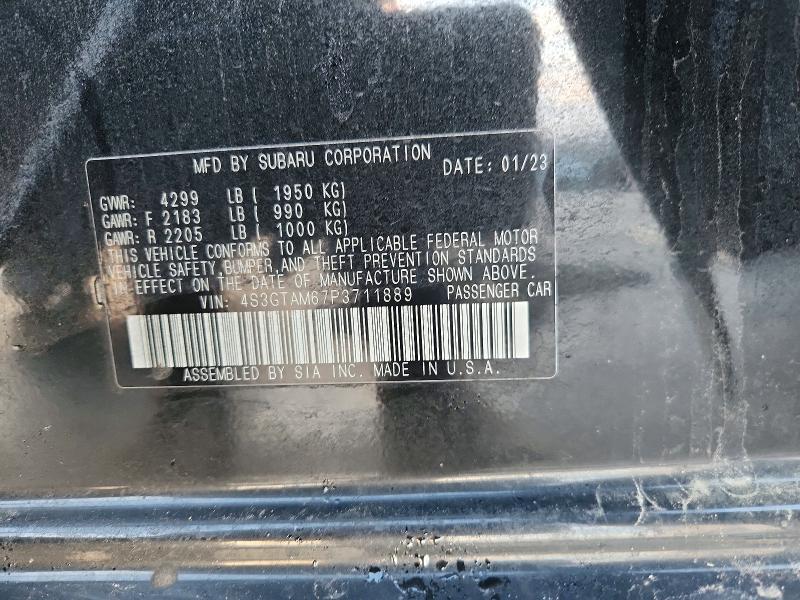 MFD BY SUBARU CORPORATION DATE: 01/23
GVWR: 4299 LB ( 1950 KG)
GAWR: F 2183 LB ( 990 KG)
GAWR: R 2205 LB ( 1000 KG)
THIS VEHICLE CONFORMS TO ALL APPLICABLE FEDERAL MOTOR
VEHICLE SAFETY, BUMPER, AND THEFT PREVENTION STANDARDS
IN EFFECT ON THE DATE OF MANUFACTURE SHOWN ABOVE.
VIN: 4S3GTAM67P3711889 PASSENGER CAR
ASSEMBLED BY SIA INC. MADE IN U.S.A.